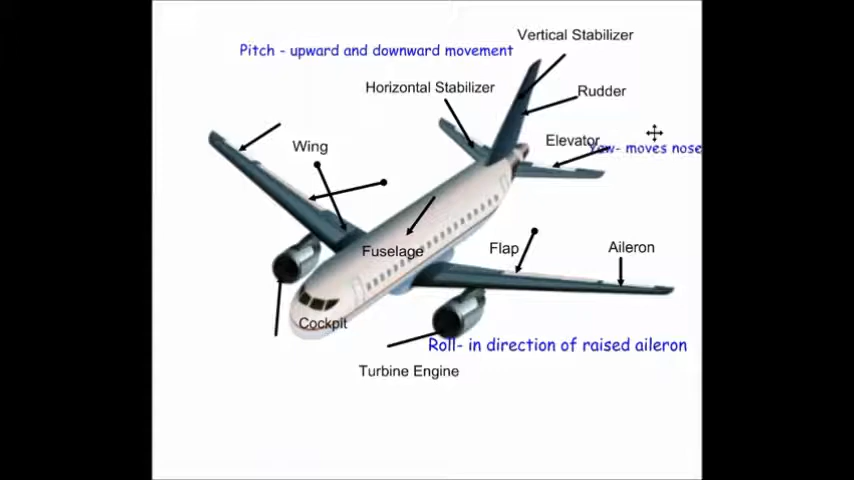 Vertical Stabilizer
Pitch - upward and downward movement
Horizontal Stabilizer
Rudder
Elevator
Yaw- moves nose
Wing
Fuselage
Flap
Aileron
Cockpit
Roll- in direction of raised aileron
Turbine Engine